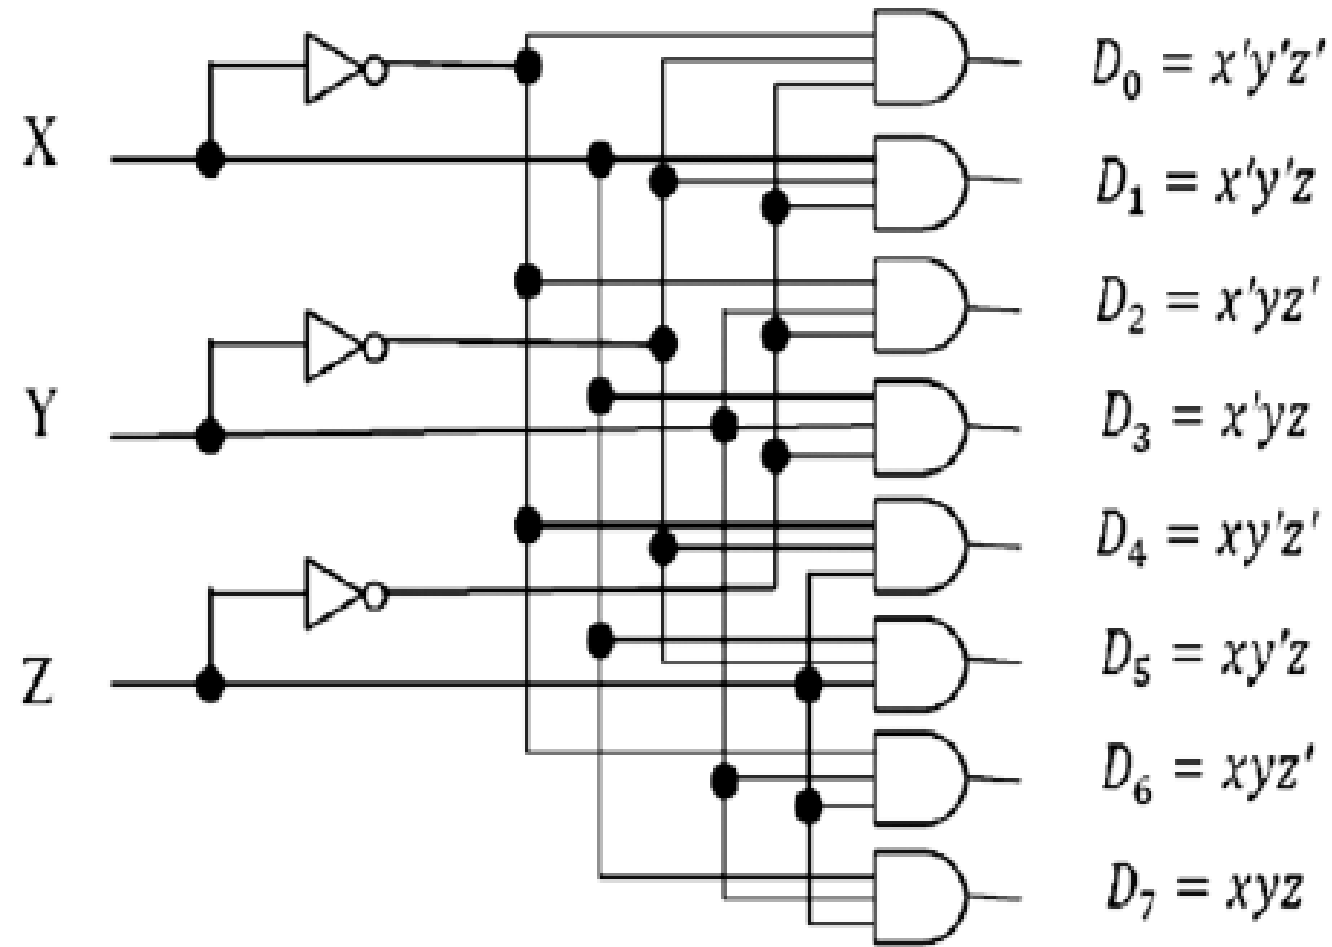 X
Y
Z
D₀ = x'y'z'
D₁ = x'y'z
D₂ = x'yz'
D₃ = x'yz
D₄ = xy'z'
D₅ = xy'z
D₆ = xyz'
D₇ = xyz